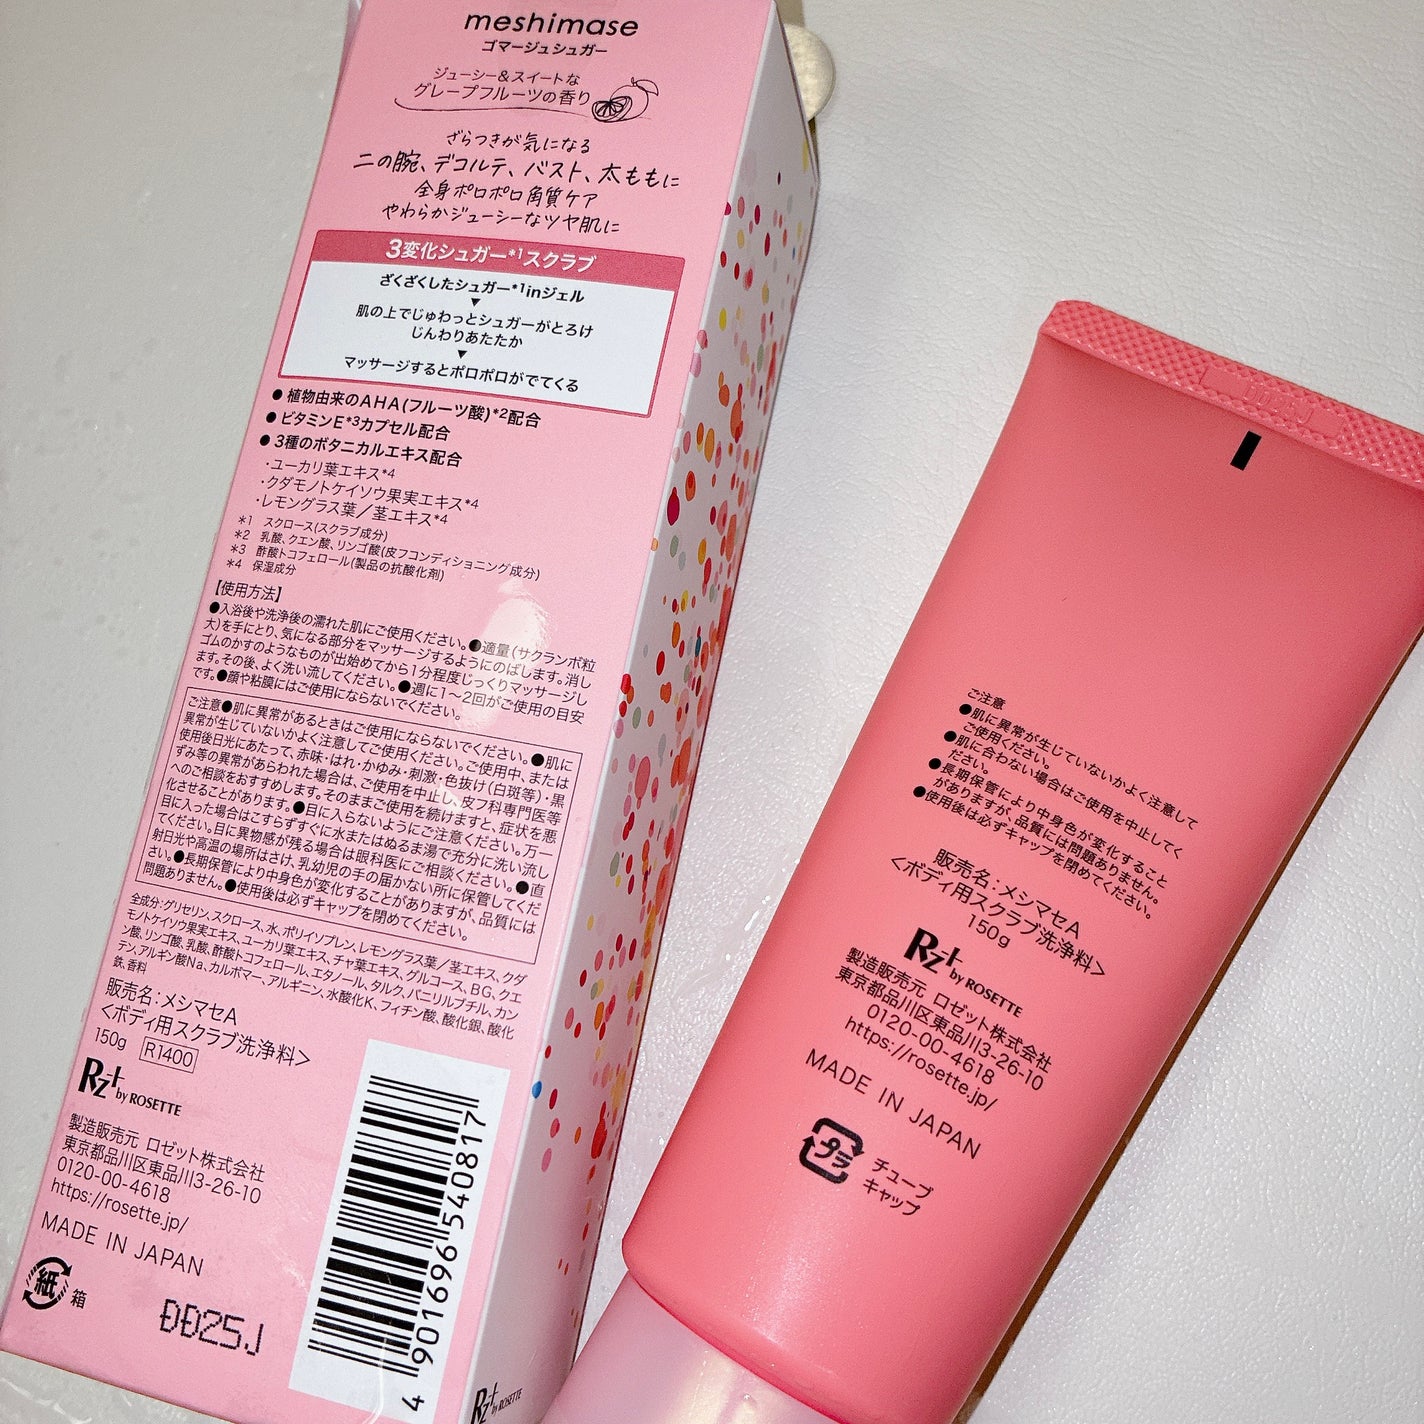 meshimase
ゴマージュシュガー
ジューシー&スイートな
グレープフルーツの香り
ざらつきが気になる
二の腕、デコルテ、バスト、太ももに
全身ポロポロ角質ケア
やわらかジューシーなツヤ肌に
3変化シュガー*1スクラブ
ざくざくしたシュガー*1inジェル
▼
肌の上でじゅわっとシュガーがとろけ
じんわりあたたか
▼
マッサージするとポロポロがでてくる
●植物由来のAHA(フルーツ酸)*2配合
●ビタミンE*3カプセル配合
●3種のボタニカルエキス配合
・ユーカリ葉エキス*4
・クダモノトケイソウ果実エキス*4
・レモングラス葉/茎エキス*4
*1 スクロース(スクラブ成分)
*2 乳酸、クエン酸、リンゴ酸(皮フコンディショニング成分)
*3 酢酸トコフェロール(製品の抗酸化剤)
*4 保湿成分
【使用方法】
●入浴後や洗浄後の濡れた肌にご使用ください。●適量(サクランボ粒
大)を手にとり、気になる部分をマッサージするようにのばします。消し
ゴムのかすのようなものが出始めてから1分程度じっくりマッサージし
ます。その後、よく洗い流してください。●週に1~2回がご使用の目安
です。●顔や粘膜にはご使用にならないでください。
ご注意●肌に異常があるときはご使用にならないでください。●肌に
異常が生じていないかよく注意してご使用ください。ご使用中、または
使用後日光にあたって、赤味・はれ・かゆみ・刺激・色抜け(白斑等)・黒
ずみ等の異常があらわれた場合は、ご使用を中止し、皮フ科専門医等
へのご相談をおすすめします。そのままご使用を続けますと、症状を悪
化させることがあります。●目に入らないようにご注意ください。万一
目に入った場合はこすらずすぐに水またはぬるま湯で充分に洗い流し
てください。目に異物感が残る場合は眼科医にご相談ください。●直
射日光や高温の場所はさけ、乳幼児の手の届かない所に保管してくだ
さい。●長期保管により中身色が変化することがありますが、品質には
問題ありません。●使用後は必ずキャップを閉めてください。
全成分:グリセリン、スクロース、水、ポリイソプレン、レモングラス葉/茎エキス、クダ
モノトケイソウ果実エキス、ユーカリ葉エキス、チャ葉エキス、グルコース、BG、クエ
ン酸、リンゴ酸、乳酸、酢酸トコフェロール、エタノール、タルク、バニリルブチル、カン
テン、アルギン酸Na、カルボマー、アルギニン、水酸化K、フィチン酸、酸化銀、酸化
鉄、香料
販売名:メシマセA
<ボディ用スクラブ洗浄料>
150g R1400
Rz+ by ROSETTE
製造販売元 ロゼット株式会社
東京都品川区東品川3-26-10
0120-00-4618
https://rosette.jp/
MADE IN JAPAN
紙 箱
DD25J
4 901696 540817
Rz+ by ROSETTE
ご注意
●肌に異常が生じていないかよく注意して
ご使用ください。
●肌に合わない場合はご使用を中止してく
ださい。
●長期保管により中身色が変化すること
がありますが、品質には問題ありません。
●使用後は必ずキャップを閉めてください。
販売名:メシマセA
<ボディ用スクラブ洗浄料>
150g
Rz+ by ROSETTE
製造販売元 ロゼット株式会社
東京都品川区東品川3-26-10
0120-00-4618
https://rosette.jp/
MADE IN JAPAN
プラ チューブ
キャップ